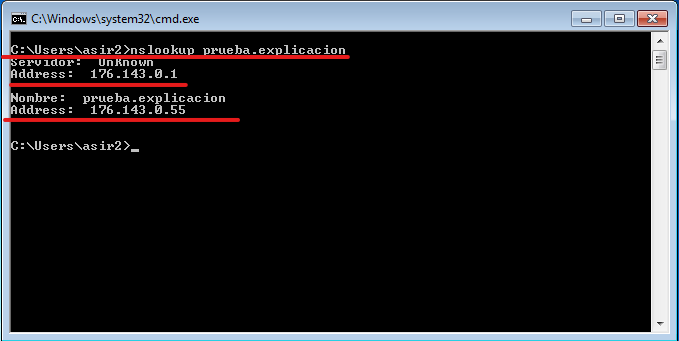 C:\Windows\system32\cmd.exe
C:\Users\asir2>nslookup prueba.explicacion
Servidor:  UnKnown
Address:  176.143.0.1
Nombre:  prueba.explicacion
Address:  176.143.0.55
C:\Users\asir2>_